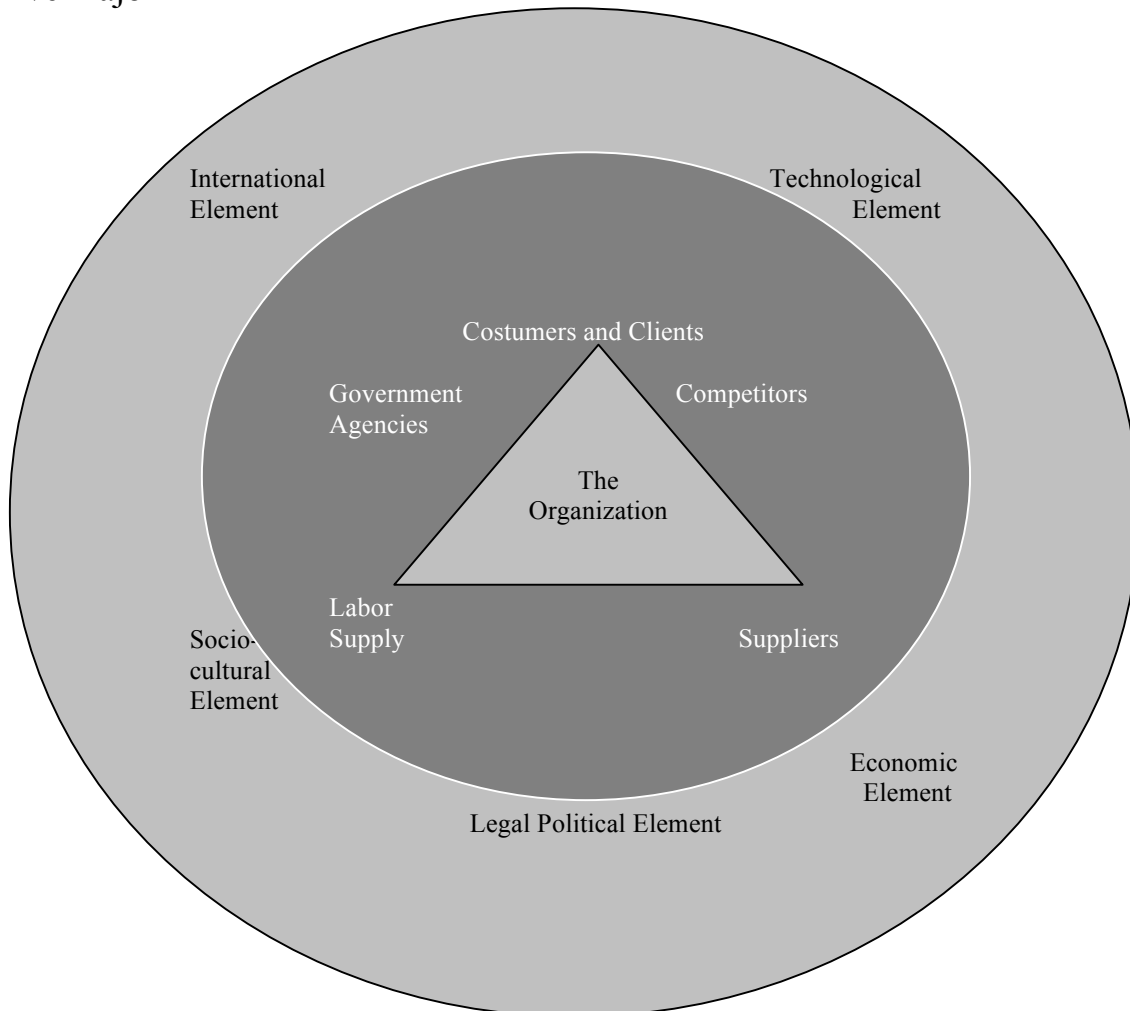 International
Element
Technological
Element
Costumers and Clients
Government
Agencies
Competitors
The
Organization
Labor
Supply
Suppliers
Socio-
cultural
Element
Economic
Element
Legal Political Element